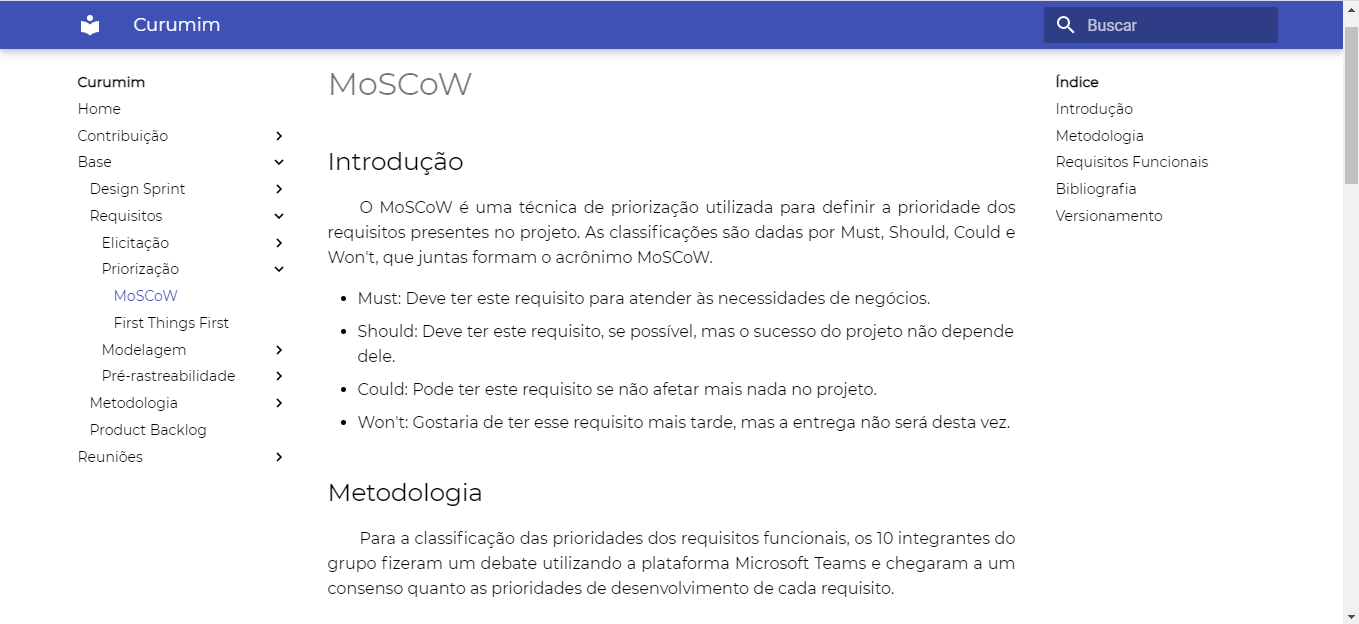 Curumim
Buscar
Curumim
Home
Contribuição
Base
Design Sprint
Requisitos
Elicitação
Priorização
MoSCoW
First Things First
Modelagem
Pré-rastreabilidade
Metodologia
Product Backlog
Reuniões
MoSCoW
Introdução
O MoSCoW é uma técnica de priorização utilizada para definir a prioridade dos
requisitos presentes no projeto. As classificações são dadas por Must, Should, Could e
Won't, que juntas formam o acrônimo MoSCoW.
• Must: Deve ter este requisito para atender às necessidades de negócios.
• Should: Deve ter este requisito, se possível, mas o sucesso do projeto não depende
dele.
• Could: Pode ter este requisito se não afetar mais nada no projeto.
• Won't: Gostaria de ter esse requisito mais tarde, mas a entrega não será desta vez.
Metodologia
Para a classificação das prioridades dos requisitos funcionais, os 10 integrantes do
grupo fizeram um debate utilizando a plataforma Microsoft Teams e chegaram a um
consenso quanto as prioridades de desenvolvimento de cada requisito.
Índice
Introdução
Metodologia
Requisitos Funcionais
Bibliografia
Versionamento